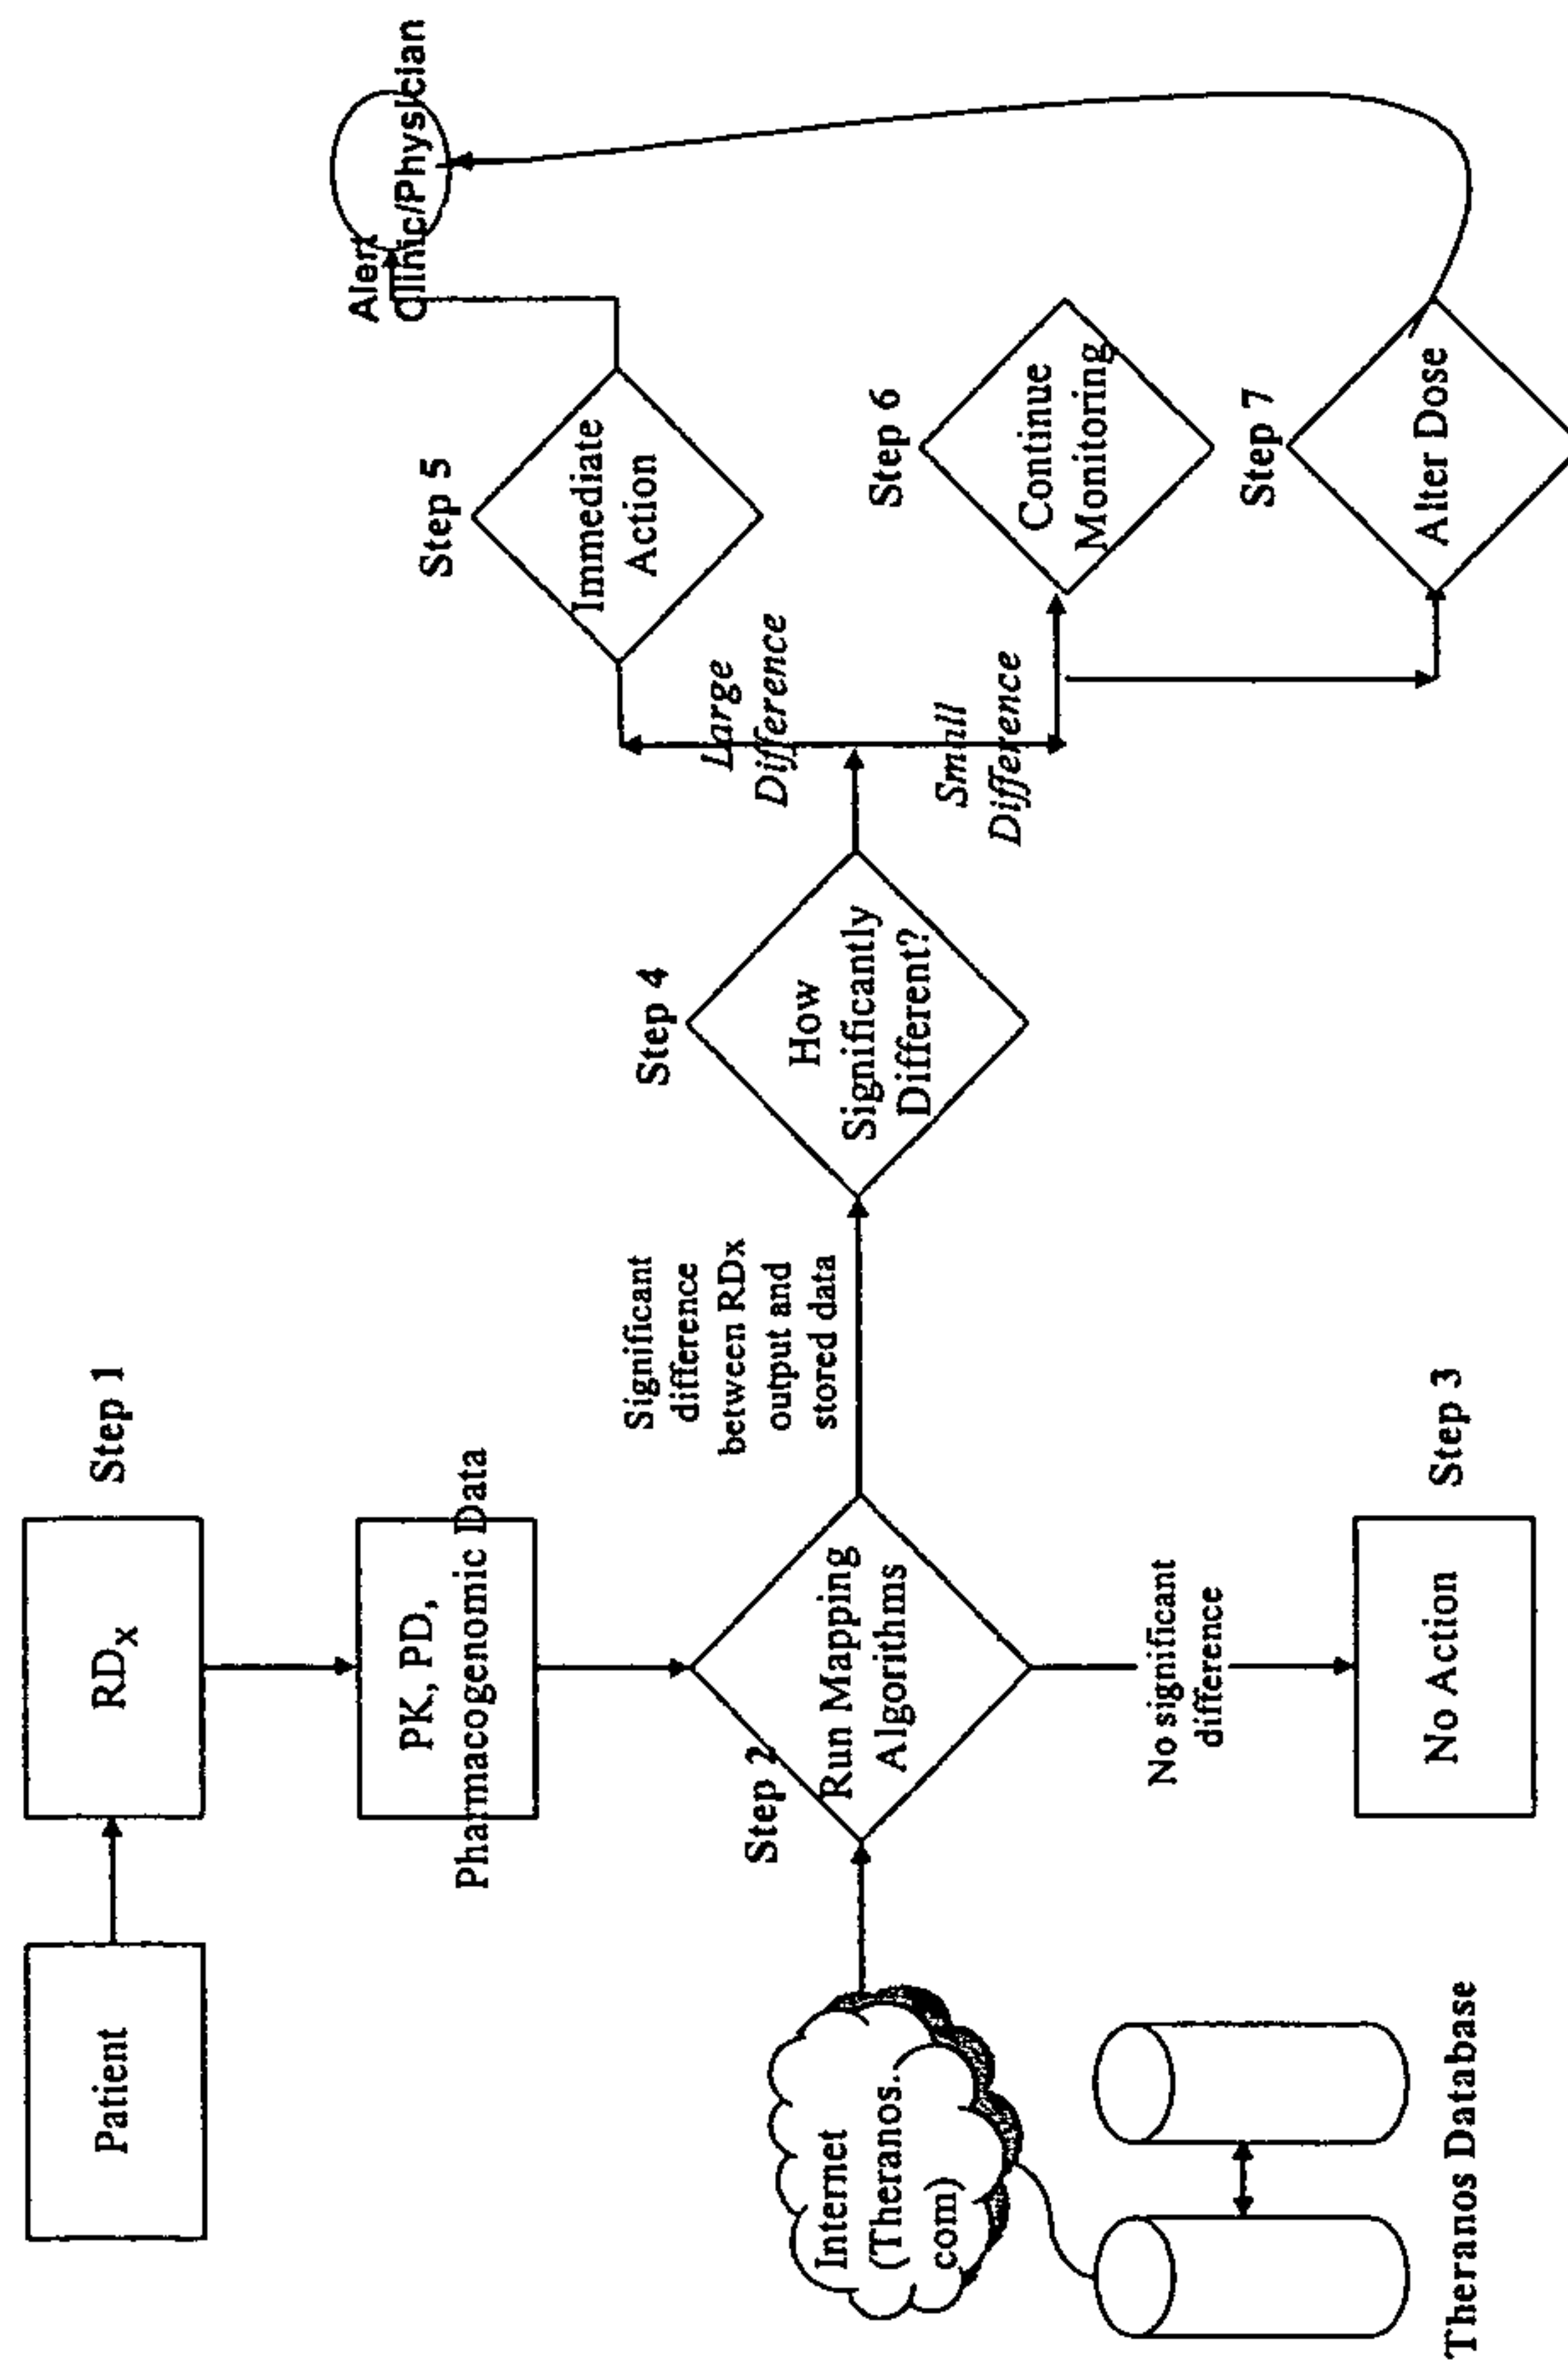 Patient
RDx
Step 1
PK, PD,
Pharmacogenomic Data
Internet
(Theranos.
com)
Theranos Database
Step 2
Run Mapping
Algorithms
No significant
difference
No Action
Step 3
Significant
difference
between RDx
output and
stored data
Step 4
How
Significantly
Different?
Large
Difference
Small
Difference
Step 5
Immediate
Action
Alert
Clinic/Physician
Step 6
Continue
Monitoring
Step 7
Alter Dose